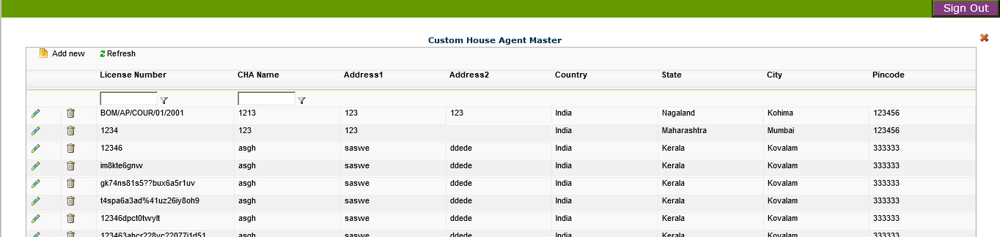 Sign Out
Custom House Agent Master
Add new Refresh
License Number CHA Name Address1 Address2 Country State City Pincode
BOM/AP/COUR/01/2001 1213 123 123 India Nagaland Kohima 123456
1234 123 123 India Maharashtra Mumbai 123456
12346 asgh saswe ddede India Kerala Kovalam 333333
im8kte6gnw asgh saswe ddede India Kerala Kovalam 333333
gk74ns81s5??bux6a5r1uv asgh saswe ddede India Kerala Kovalam 333333
t4spa6a3ad%41uz26iy8oh9 asgh saswe ddede India Kerala Kovalam 333333
12346dpct0twylt asgh saswe ddede India Kerala Kovalam 333333
asgh saswe ddede India Kerala Kovalam 333333